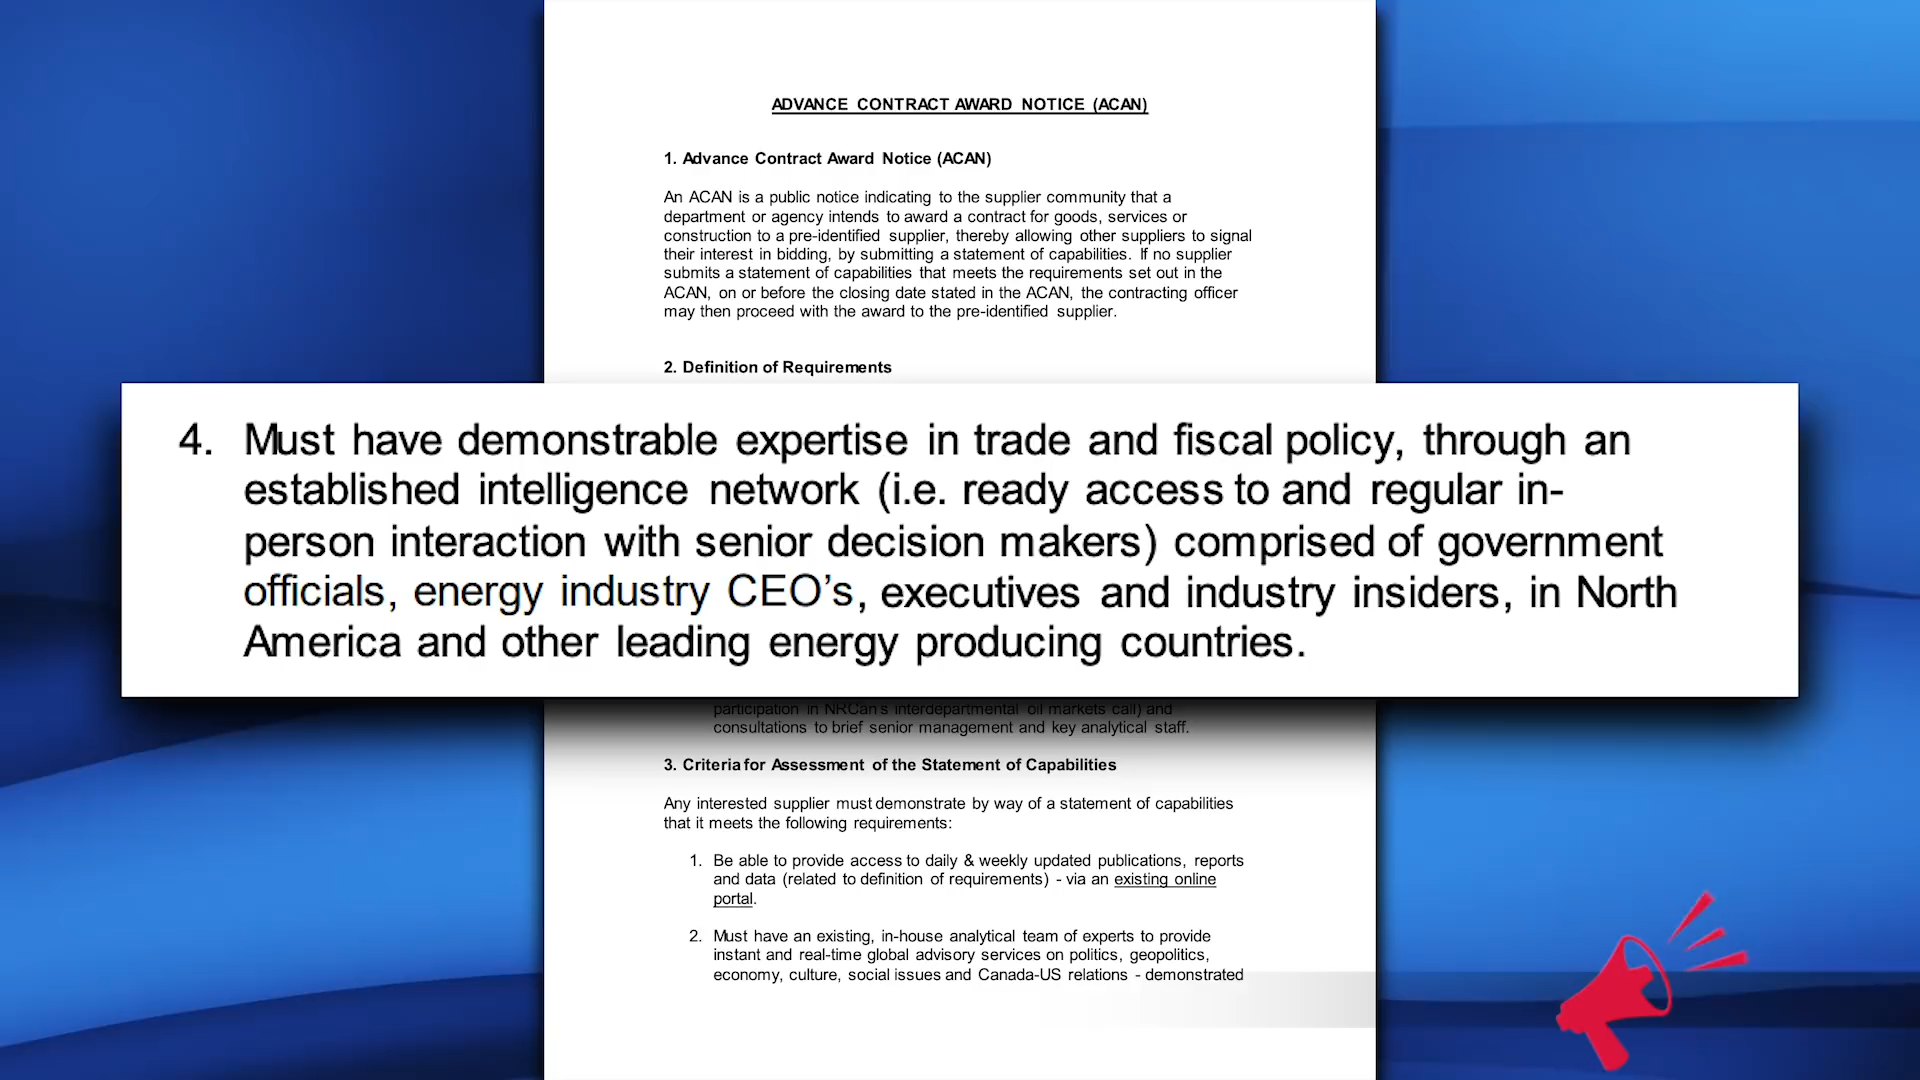 ADVANCE CONTRACT AWARD NOTICE (ACAN)
1. Advance Contract Award Notice (ACAN)
An ACAN is a public notice indicating to the supplier community that a
department or agency intends to award a contract for goods, services or
construction to a pre-identified supplier, thereby allowing other suppliers to signal
their interest in bidding, by submitting a statement of capabilities. If no supplier
submits a statement of capabilities that meets the requirements set out in the
ACAN, on or before the closing date stated in the ACAN, the contracting officer
may then proceed with the award to the pre-identified supplier.
2. Definition of Requirements
4. Must have demonstrable expertise in trade and fiscal policy, through an
established intelligence network (i.e. ready access to and regular in-
person interaction with senior decision makers) comprised of government
officials, energy industry CEO’s, executives and industry insiders, in North
America and other leading energy producing countries.
participation in NRCan's interdepartmental oil markets call) and
consultations to brief senior management and key analytical staff.
3. Criteria for Assessment of the Statement of Capabilities
Any interested supplier must demonstrate by way of a statement of capabilities
that it meets the following requirements:
1. Be able to provide access to daily & weekly updated publications, reports
and data (related to definition of requirements) - via an existing online
portal.
2. Must have an existing, in-house analytical team of experts to provide
instant and real-time global advisory services on politics, geopolitics,
economy, culture, social issues and Canada-US relations - demonstrated